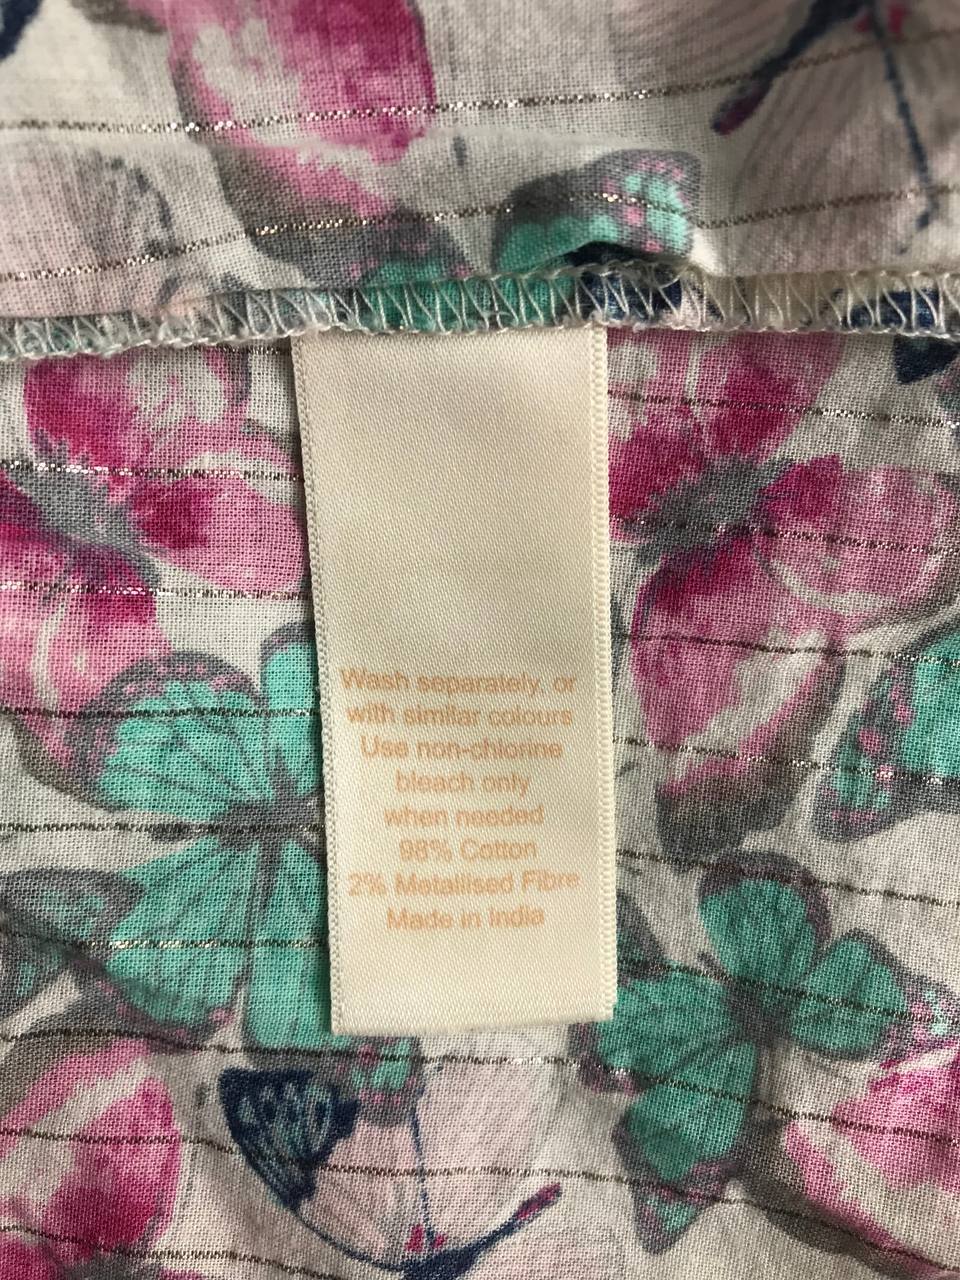 Wash separately, or
with similar colours
Use non-chlorine
bleach only
when needed
98% Cotton
2% Metallised Fibre
Made in India